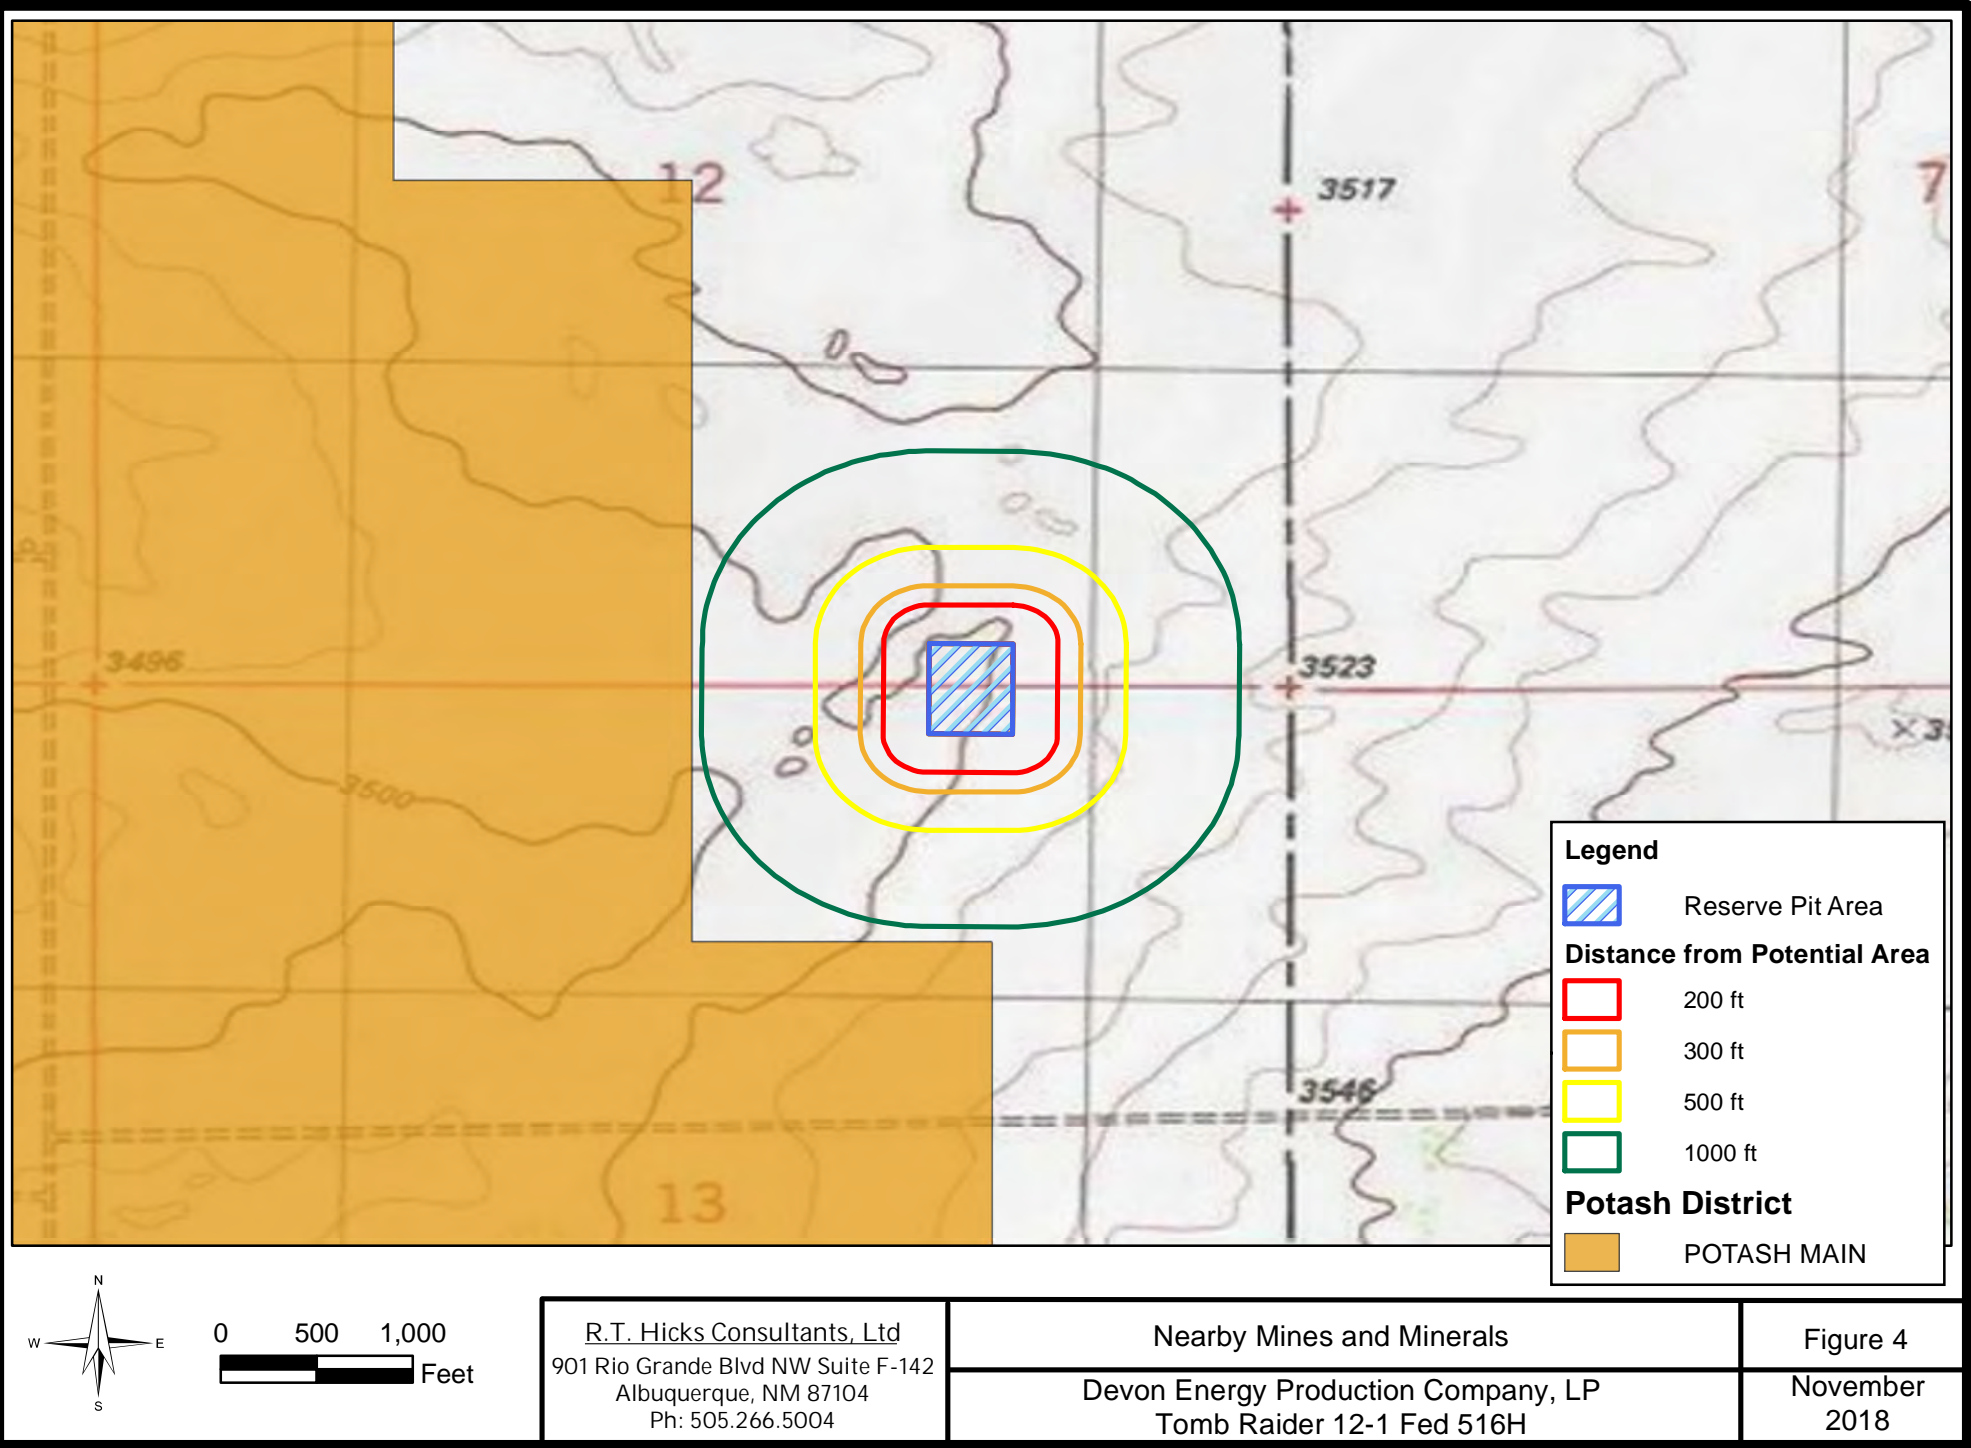 12
3517
7
3496
3523
3500
3546
13
Legend
Reserve Pit Area
Distance from Potential Area
200 ft
300 ft
500 ft
1000 ft
Potash District
POTASH MAIN
N
W
E
S
0 500 1,000
Feet
R.T. Hicks Consultants, Ltd
901 Rio Grande Blvd NW Suite F-142
Albuquerque, NM 87104
Ph: 505.266.5004
Nearby Mines and Minerals
Devon Energy Production Company, LP
Tomb Raider 12-1 Fed 516H
Figure 4
November
2018